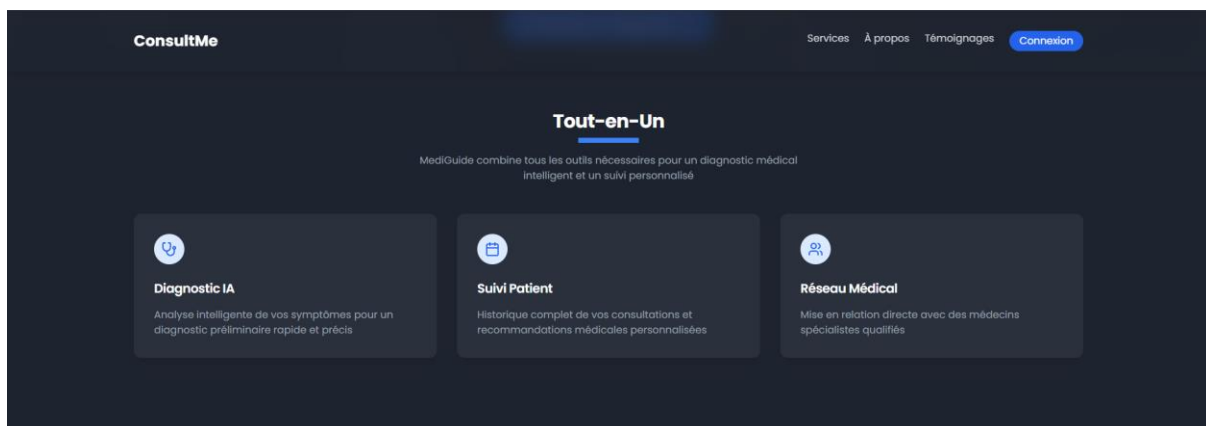 ConsultMe
Services À propos Témoignages Connexion
Tout-en-Un
MediGuide combine tous les outils nécessaires pour un diagnostic médical
intelligent et un suivi personnalisé
Diagnostic IA
Analyse intelligente de vos symptômes pour un
diagnostic préliminaire rapide et précis
Suivi Patient
Historique complet de vos consultations et
recommandations médicales personnalisées
Réseau Médical
Mise en relation directe avec des médecins
spécialistes qualifiés